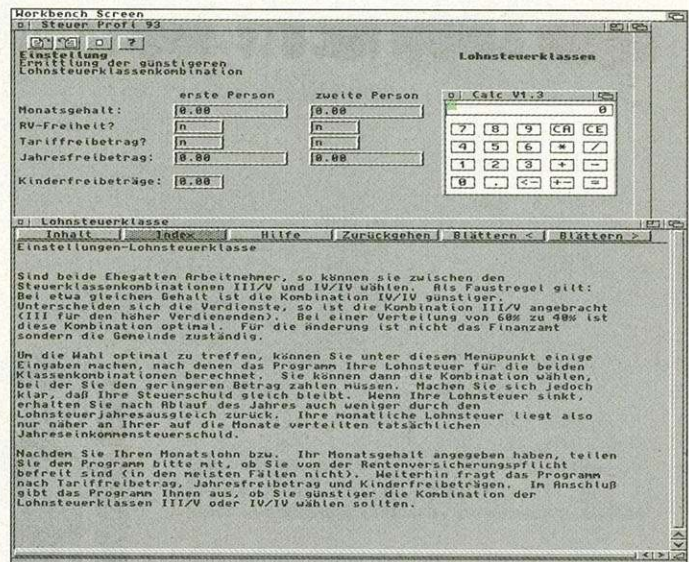 Workbench Screen
Steuer Profi 93
?
Einstellung
Ermittlung der günstigeren
Lohnsteuerklassenkombination
Lohnsteuerklassen
erste Person zweite Person
Monatsgehalt: 0.00 0.00
RV-Freiheit? n n
Tariffreibetrag? n n
Jahresfreibetrag: 0.00 0.00
Kinderfreibeträge: 0.00
Calc V1.3
0
7 8 9 CA CE
4 5 6 * /
1 2 3 + -
0 . <- +- =
Lohnsteuerklasse
Inhalt Index Hilfe Zurückgehen Blättern < Blättern >
Einstellungen-Lohnsteuerklasse
Sind beide Ehegatten Arbeitnehmer, so können sie zwischen den
Steuerklassenkombinationen III/V und IV/IV wählen. Als Faustregel gilt:
Bei etwa gleichem Gehalt ist die Kombination IV/IV günstiger.
Unterscheiden sich die Verdienste, so ist die Kombination III/V angebracht
(III für den höher Verdienenden). Bei einer Verteilung von 60% zu 40% ist
diese Kombination optimal. Für die änderung ist nicht das Finanzamt
sondern die Gemeinde zuständig.
Um die Wahl optimal zu treffen, können Sie unter diesem Menüpunkt einige
Eingaben machen, nach denen das Programm Ihre Lohnsteuer für die beiden
Klassenkombinationen berechnet. Sie können dann die Kombination wählen,
bei der Sie den geringeren Betrag zahlen müssen. Machen Sie sich jedoch
klar, daß Ihre Steuerschuld gleich bleibt. Wenn Ihre Lohnsteuer sinkt,
erhalten Sie nach Ablauf des Jahres auch weniger durch den
Lohnsteuerjahresausgleich zurück. Ihre monatliche Lohnsteuer liegt also
nur näher an Ihrer auf die Monate verteilten tatsächlichen
Jahreseinkommensteuerschuld.
Nachdem Sie Ihren Monatslohn bzw. Ihr Monatsgehalt angegeben haben, teilen
Sie dem Programm bitte mit, ob Sie von der Rentenversicherungspflicht
befreit sind (in den meisten Fällen nicht). Weiterhin fragt das Programm
nach Tariffreibetrag, Jahresfreibetrag und Kinderfreibeträgen. Im Anschluß
gibt das Programm Ihnen aus, ob Sie günstiger die Kombination der
Lohnsteuerklassen III/V oder IV/IV wählen sollten.